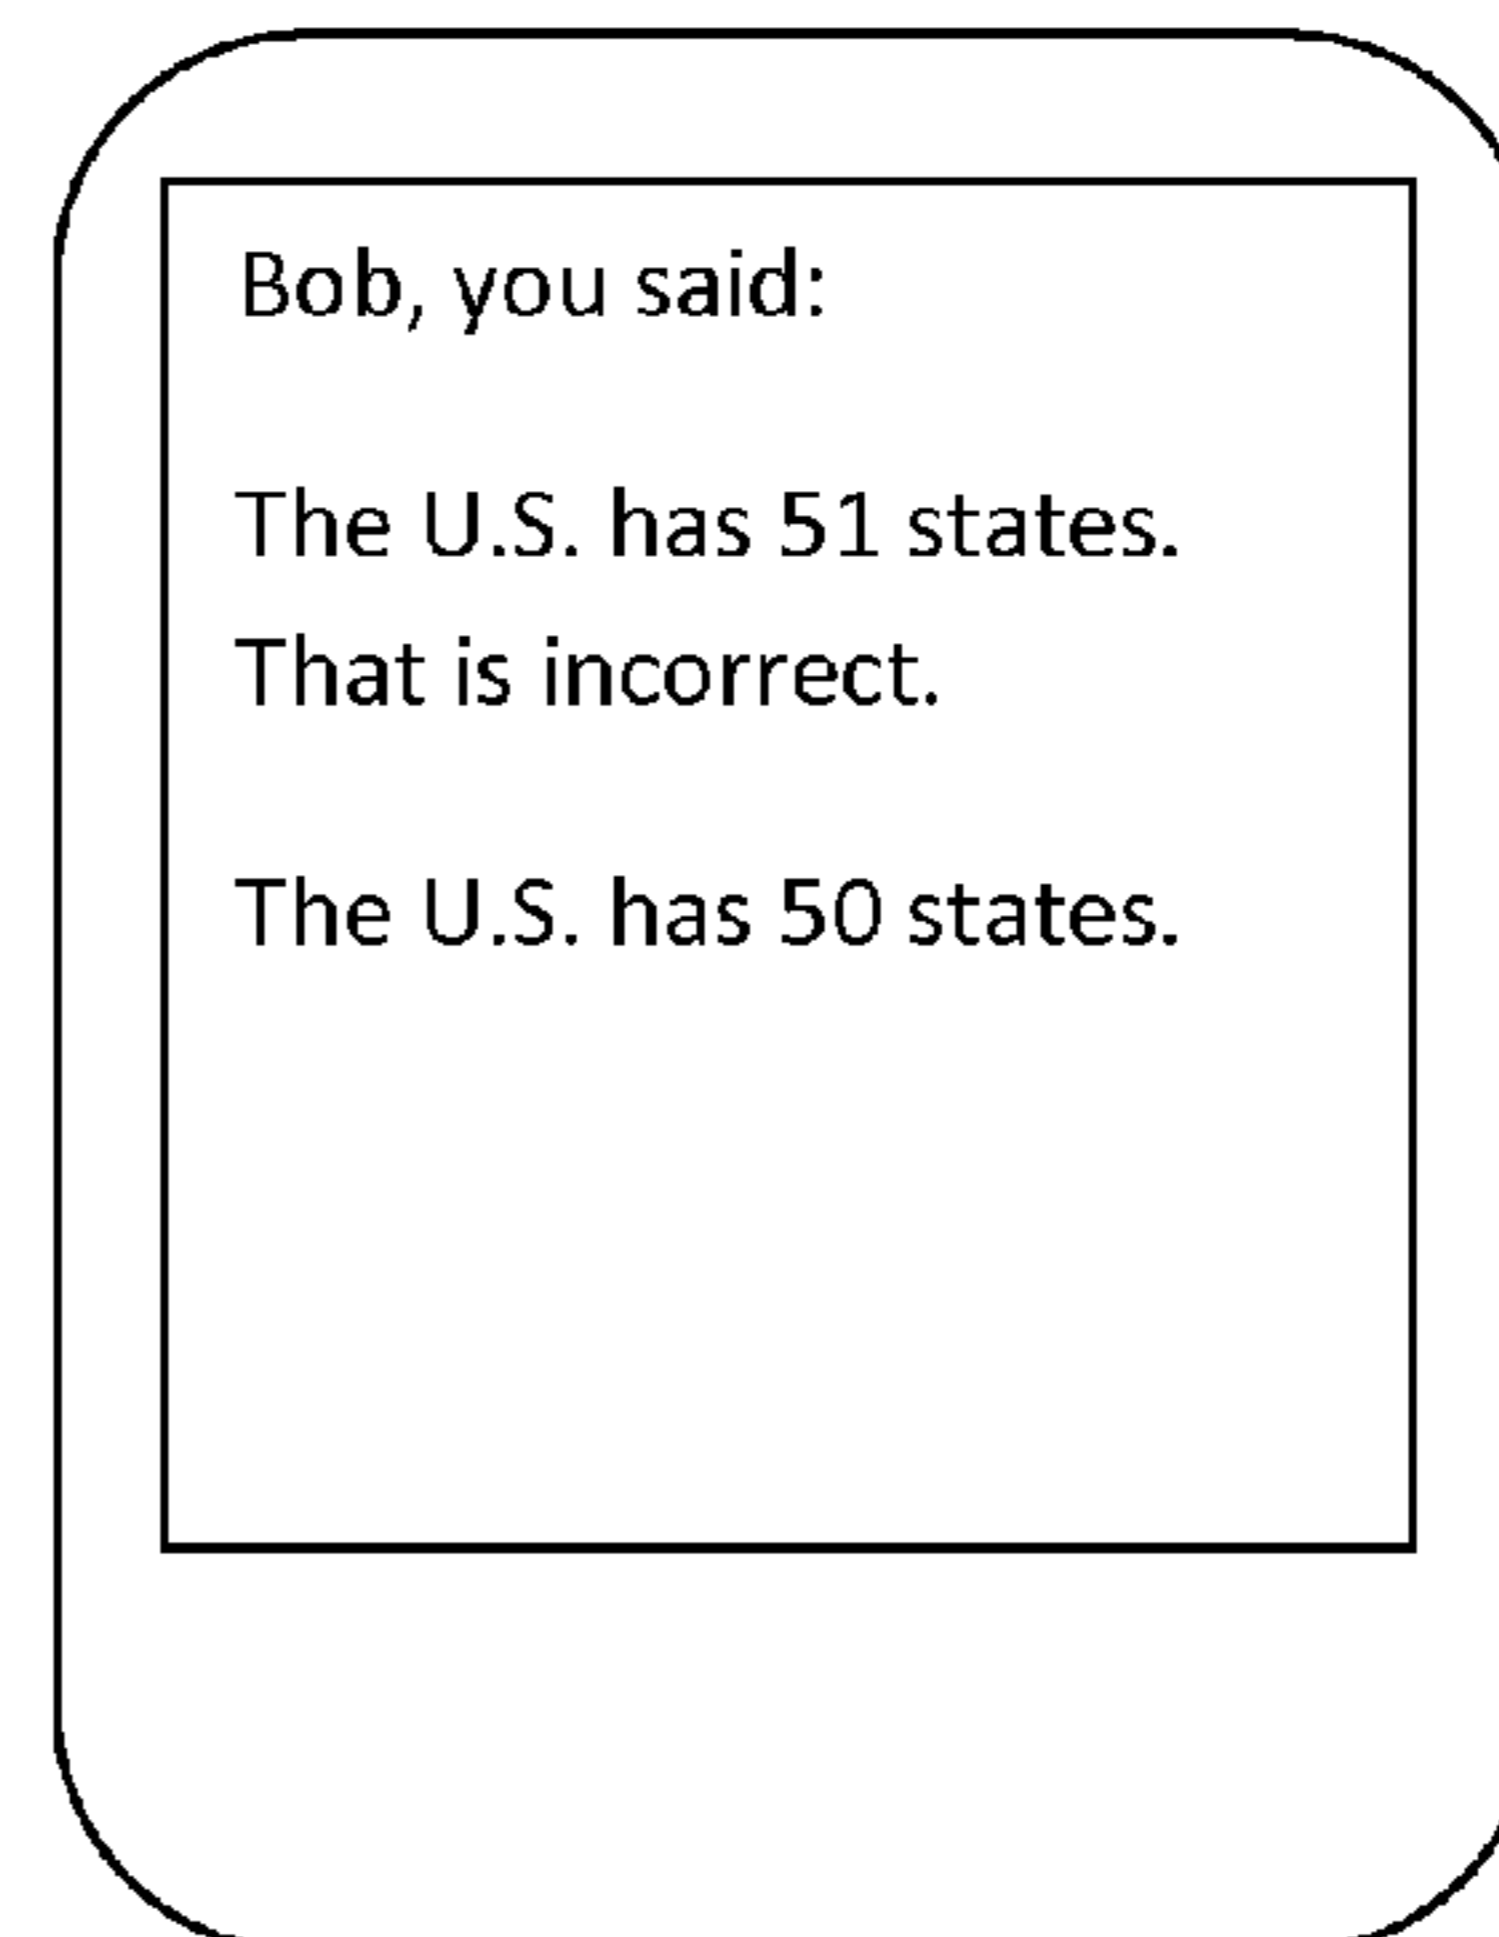 Bob, you said:
The U.S. has 51 states.
That is incorrect.
The U.S. has 50 states.